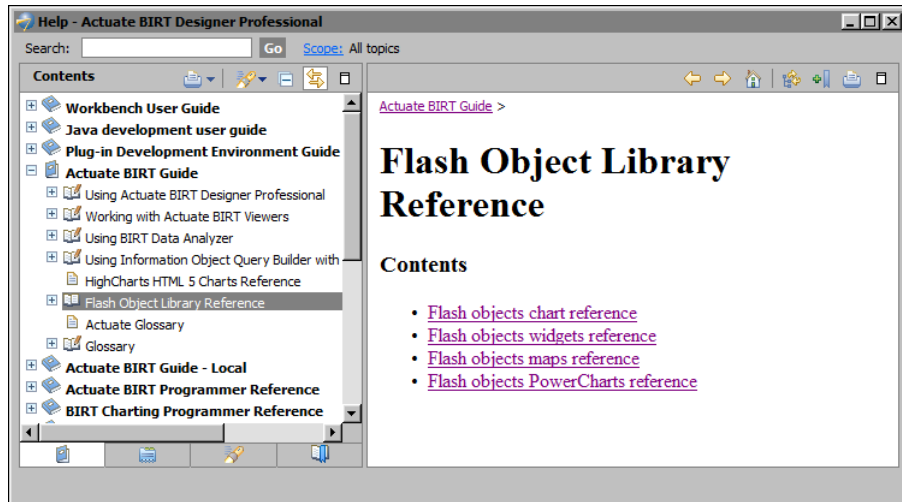 Help - Actuate BIRT Designer Professional
Search:
Go
Scope: All topics
Contents
Workbench User Guide
Java development user guide
Plug-in Development Environment Guide
Actuate BIRT Guide
Using Actuate BIRT Designer Professional
Working with Actuate BIRT Viewers
Using BIRT Data Analyzer
Using Information Object Query Builder with
HighCharts HTML 5 Charts Reference
Flash Object Library Reference
Actuate Glossary
Glossary
Actuate BIRT Guide - Local
Actuate BIRT Programmer Reference
BIRT Charting Programmer Reference
Actuate BIRT Guide >
Flash Object Library
Reference
Contents
• Flash objects chart reference
• Flash objects widgets reference
• Flash objects maps reference
• Flash objects PowerCharts reference